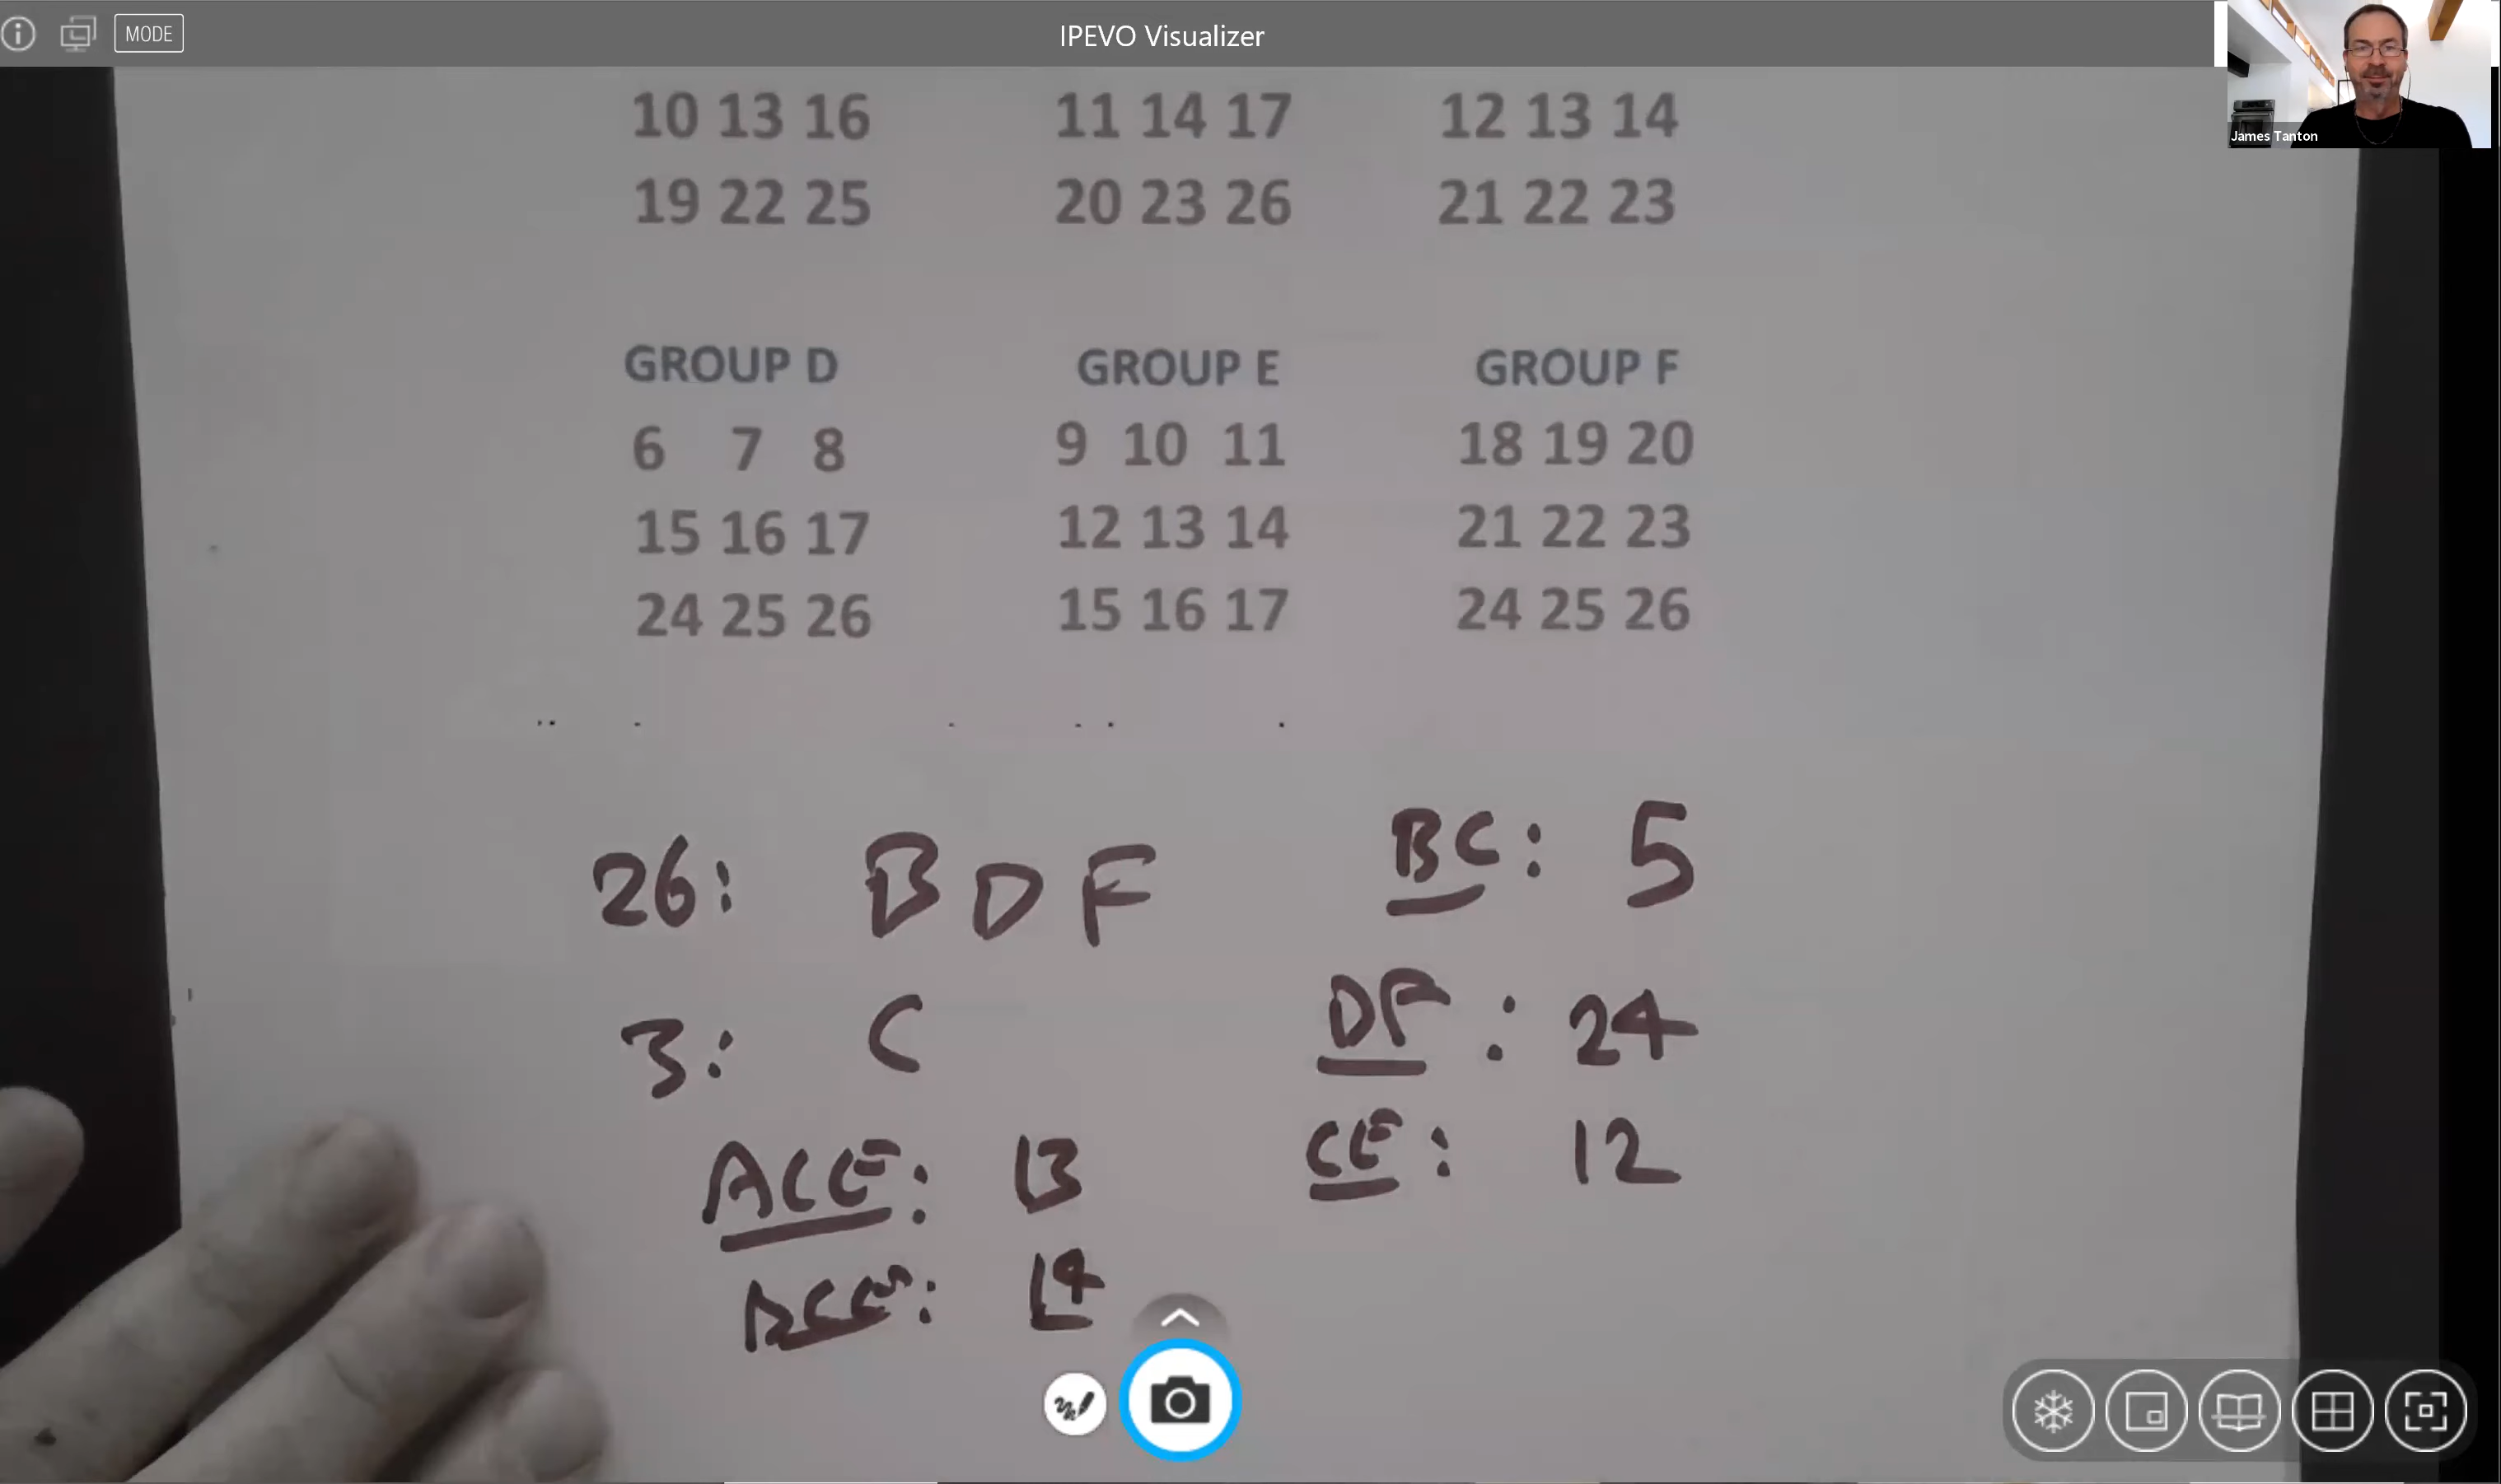 MODE
IPEVO Visualizer
James Tanton
10 13 16 11 14 17 12 13 14
19 22 25 20 23 26 21 22 23
GROUP D GROUP E GROUP F
6 7 8 9 10 11 18 19 20
15 16 17 12 13 14 21 22 23
24 25 26 15 16 17 24 25 26
26: B D F BC: 5
3: C DF: 24
ACE: 13 CE: 12
14